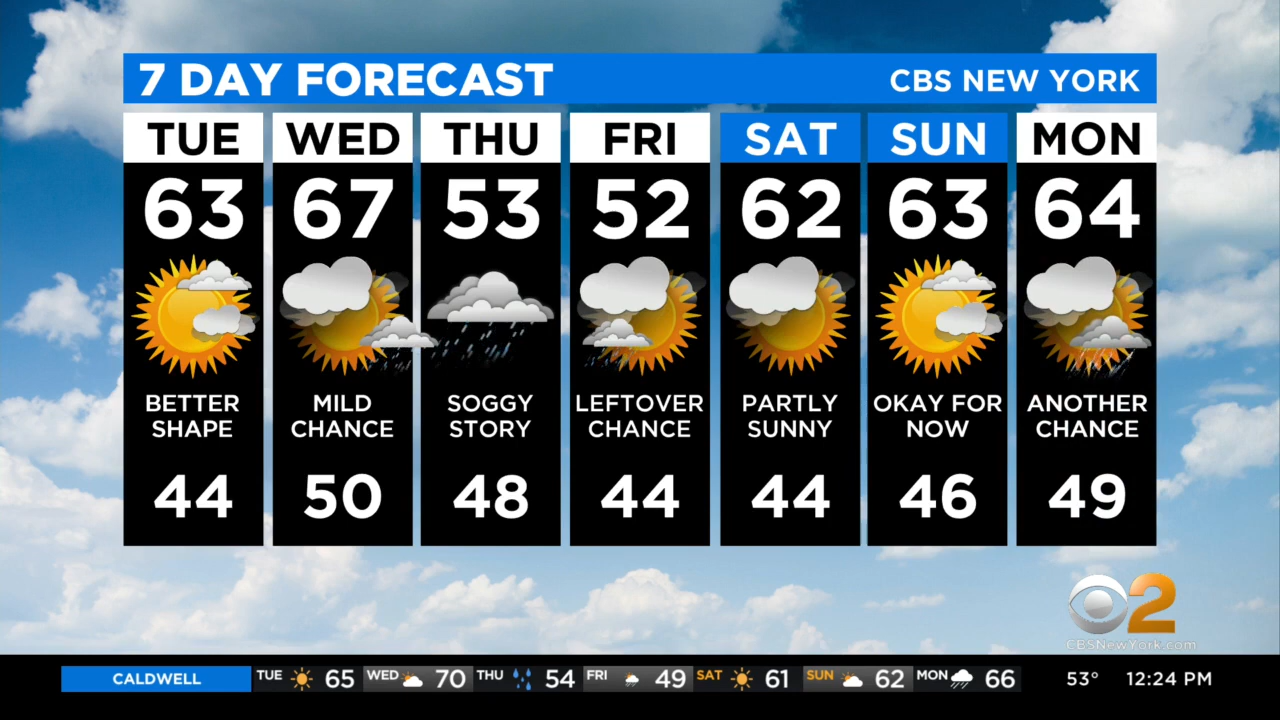 7 DAY FORECAST
CBS NEW YORK
TUE WED THU FRI SAT SUN MON
63 67 53 52 62 63 64
BETTER SHAPE
MILD CHANCE
SOGGY STORY
LEFTOVER CHANCE
PARTLY SUNNY
OKAY FOR NOW
ANOTHER CHANCE
44 50 48 44 44 46 49
2
CBSNewYork.com
CALDWELL TUE 65 WED 70 THU 54 FRI 49 SAT 61 SUN 62 MON 66 53° 12:24 PM